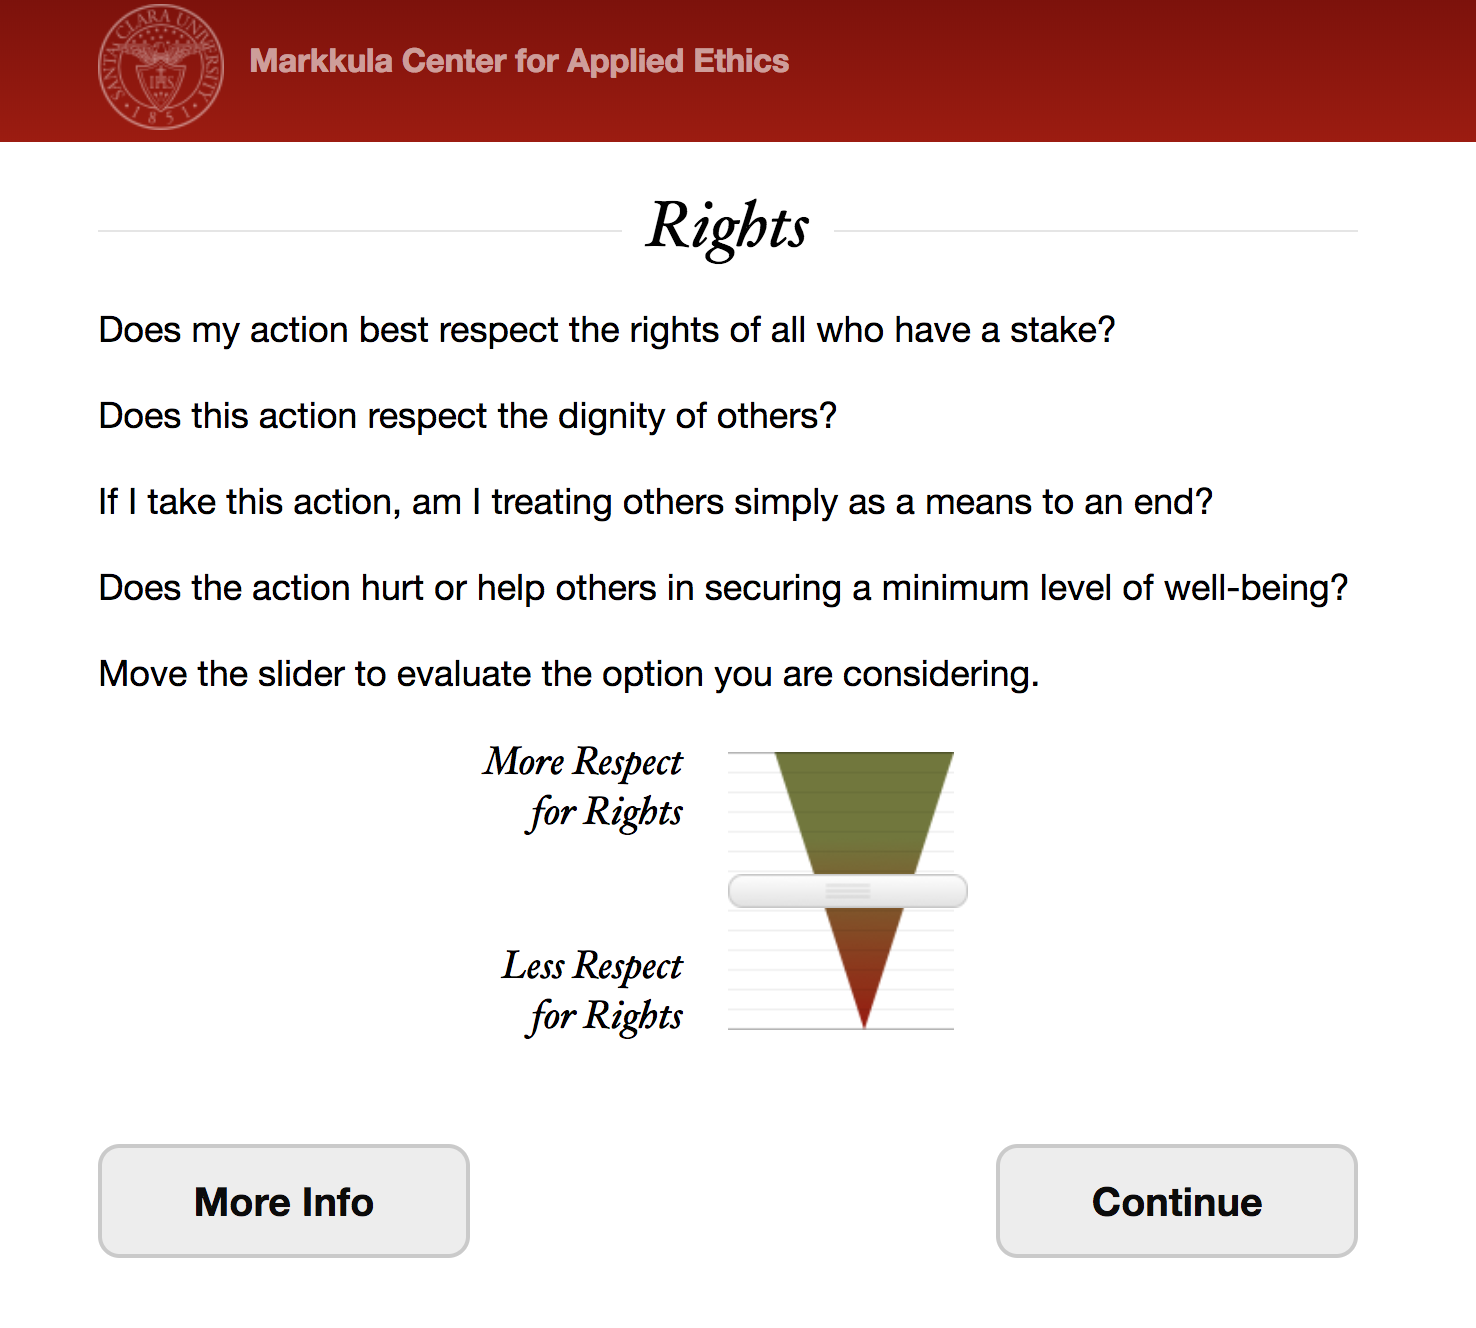 SANTA CLARA UNIVERSITY
IHS
1851
Markkula Center for Applied Ethics
Rights
Does my action best respect the rights of all who have a stake?
Does this action respect the dignity of others?
If I take this action, am I treating others simply as a means to an end?
Does the action hurt or help others in securing a minimum level of well-being?
Move the slider to evaluate the option you are considering.
More Respect
for Rights
Less Respect
for Rights
More Info
Continue